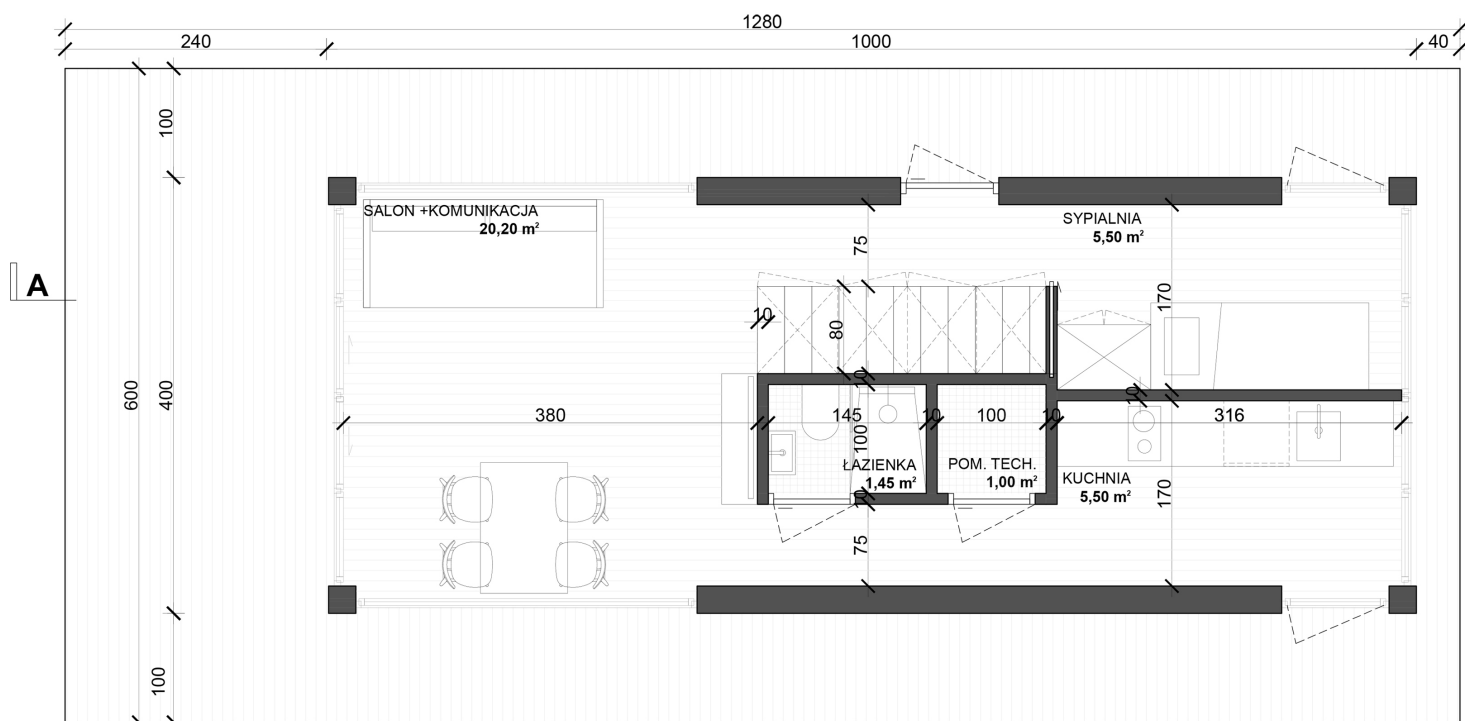 1280
240
1000
40
100
600
400
100
A
SALON +KOMUNIKACJA
20,20 m²
SYPIALNIA
5,50 m²
75
170
10
80
10
10
380
145
10
100
10
316
100
ŁAZIENKA
1,45 m²
POM. TECH.
1,00 m²
KUCHNIA
5,50 m²
10
170
75